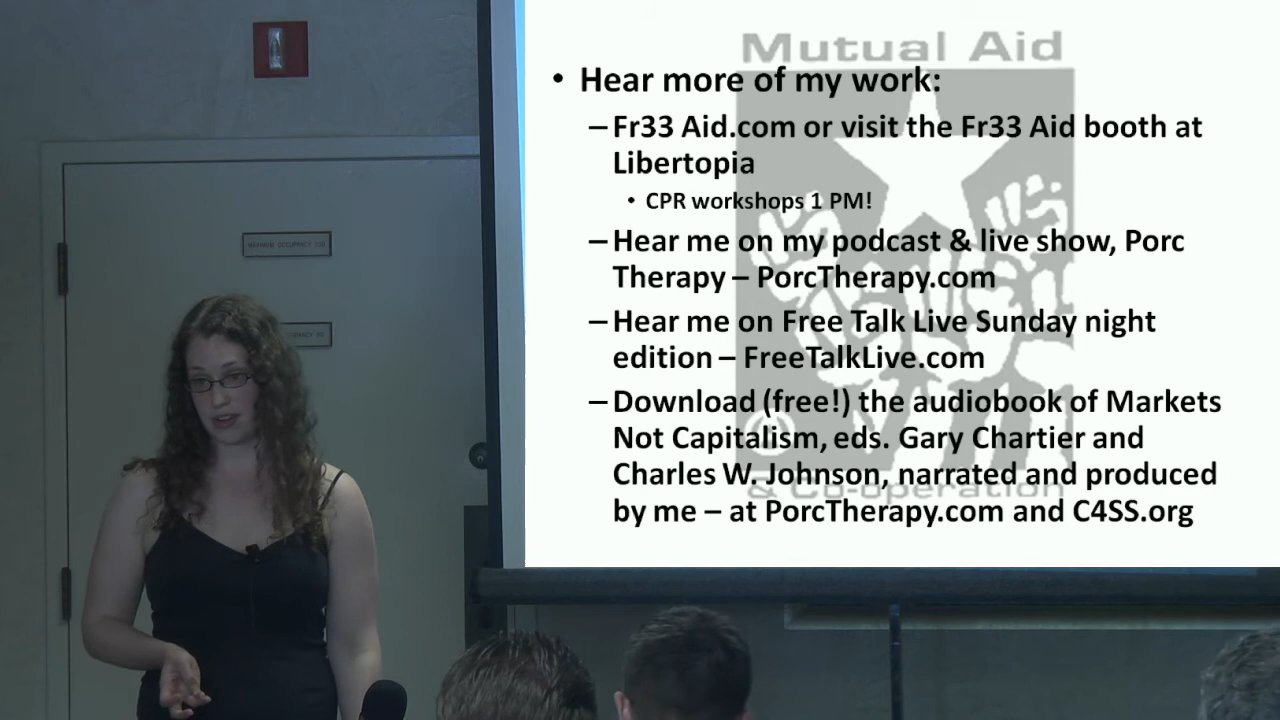 Mutual Aid
• Hear more of my work:
– Fr33 Aid.com or visit the Fr33 Aid booth at
Libertopia
• CPR workshops 1 PM!
– Hear me on my podcast & live show, Porc
Therapy – PorcTherapy.com
– Hear me on Free Talk Live Sunday night
edition – FreeTalkLive.com
– Download (free!) the audiobook of Markets
Not Capitalism, eds. Gary Chartier and
Charles W. Johnson, narrated and produced
& Co-operation
by me – at PorcTherapy.com and C4SS.org